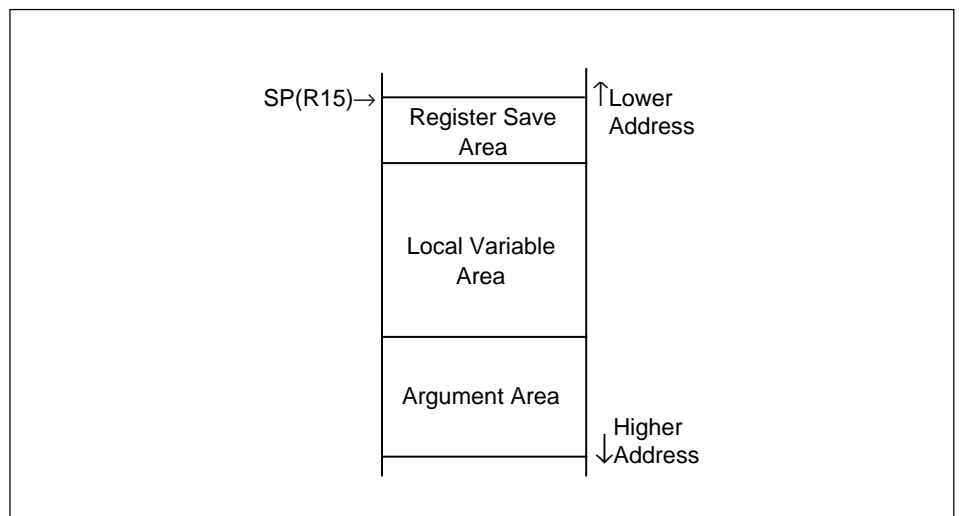 SP(R15)→
↑Lower
Address
Register Save
Area
Local Variable
Area
Argument Area
Higher
↓Address